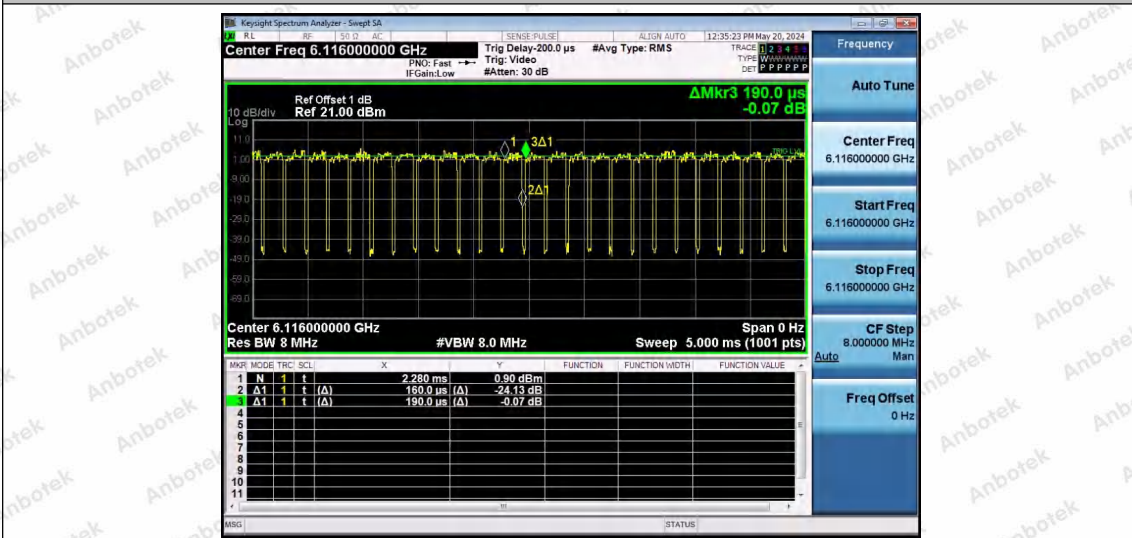 Keysight Spectrum Analyzer - Swept SA
RL RF 50 Ω AC SENSE:PULSE ALIGN AUTO 12:35:23 PM May 20, 2024
Center Freq 6.116000000 GHz
PNO: Fast
IFGain:Low
Trig Delay-200.0 µs
Trig: Video
#Atten: 30 dB
#Avg Type: RMS
TRACE 1 2 3 4 5 6
TYPE W
DET P P P P P P
Frequency
Auto Tune
Center Freq
6.116000000 GHz
Start Freq
6.116000000 GHz
Stop Freq
6.116000000 GHz
CF Step
8.000000 MHz
Auto Man
Freq Offset
0 Hz
ΔMkr3 190.0 µs
-0.07 dB
Ref Offset 1 dB
10 dB/div Ref 21.00 dBm
Log
11.0
1.00
-9.00
-19.0
-29.0
-39.0
-49.0
-59.0
-69.0
1 3Δ1
2Δ1
Center 6.116000000 GHz Span 0 Hz
Res BW 8 MHz #VBW 8.0 MHz Sweep 5.000 ms (1001 pts)
MKR MODE TRC SCL X Y FUNCTION FUNCTION WIDTH FUNCTION VALUE
1 N 1 t 2.280 ms 0.90 dBm
2 Δ1 1 t (Δ) 160.0 µs (Δ) -24.13 dB
3 Δ1 1 t (Δ) 190.0 µs (Δ) -0.07 dB
4
5
6
7
8
9
10
11
MSG STATUS
Anbotek